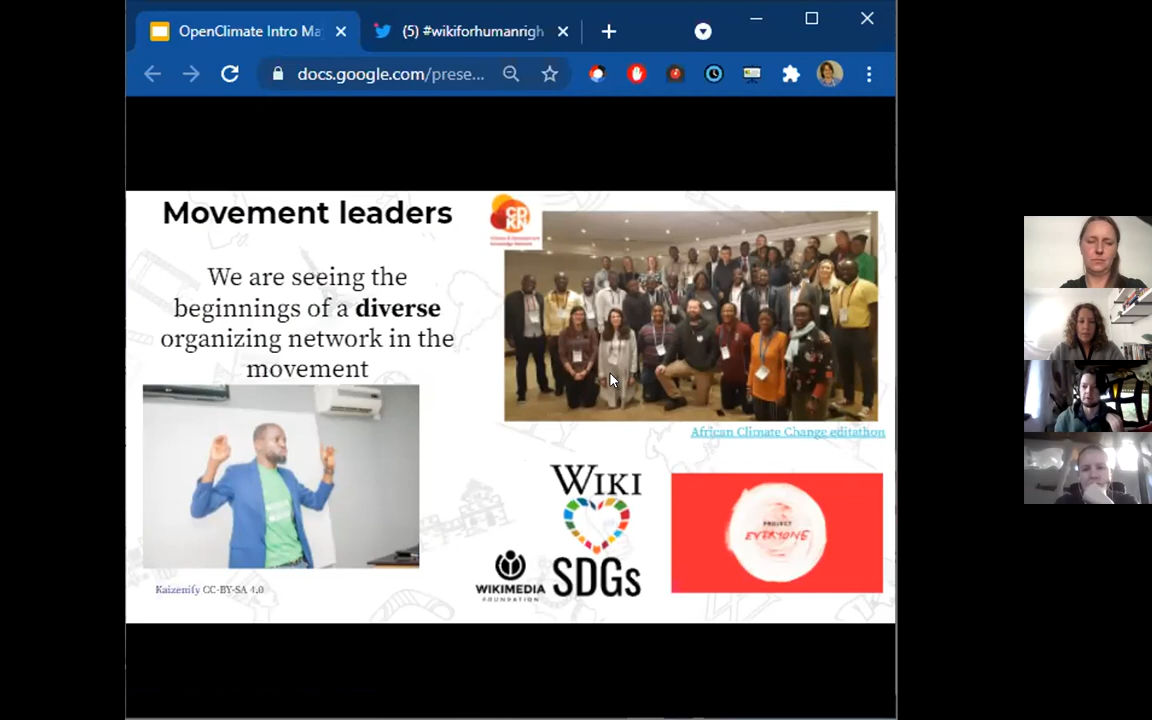 OpenClimate Intro Ma
(5) #wikiforhumanrigh
docs.google.com/prese...
Movement leaders
We are seeing the
beginnings of a diverse
organizing network in the
movement
CDKN
African Climate Change editathon
Kaizenify CC-BY-SA 4.0
WIKI
SDGs
WIKIMEDIA
FOUNDATION
PROJECT
EVERYONE